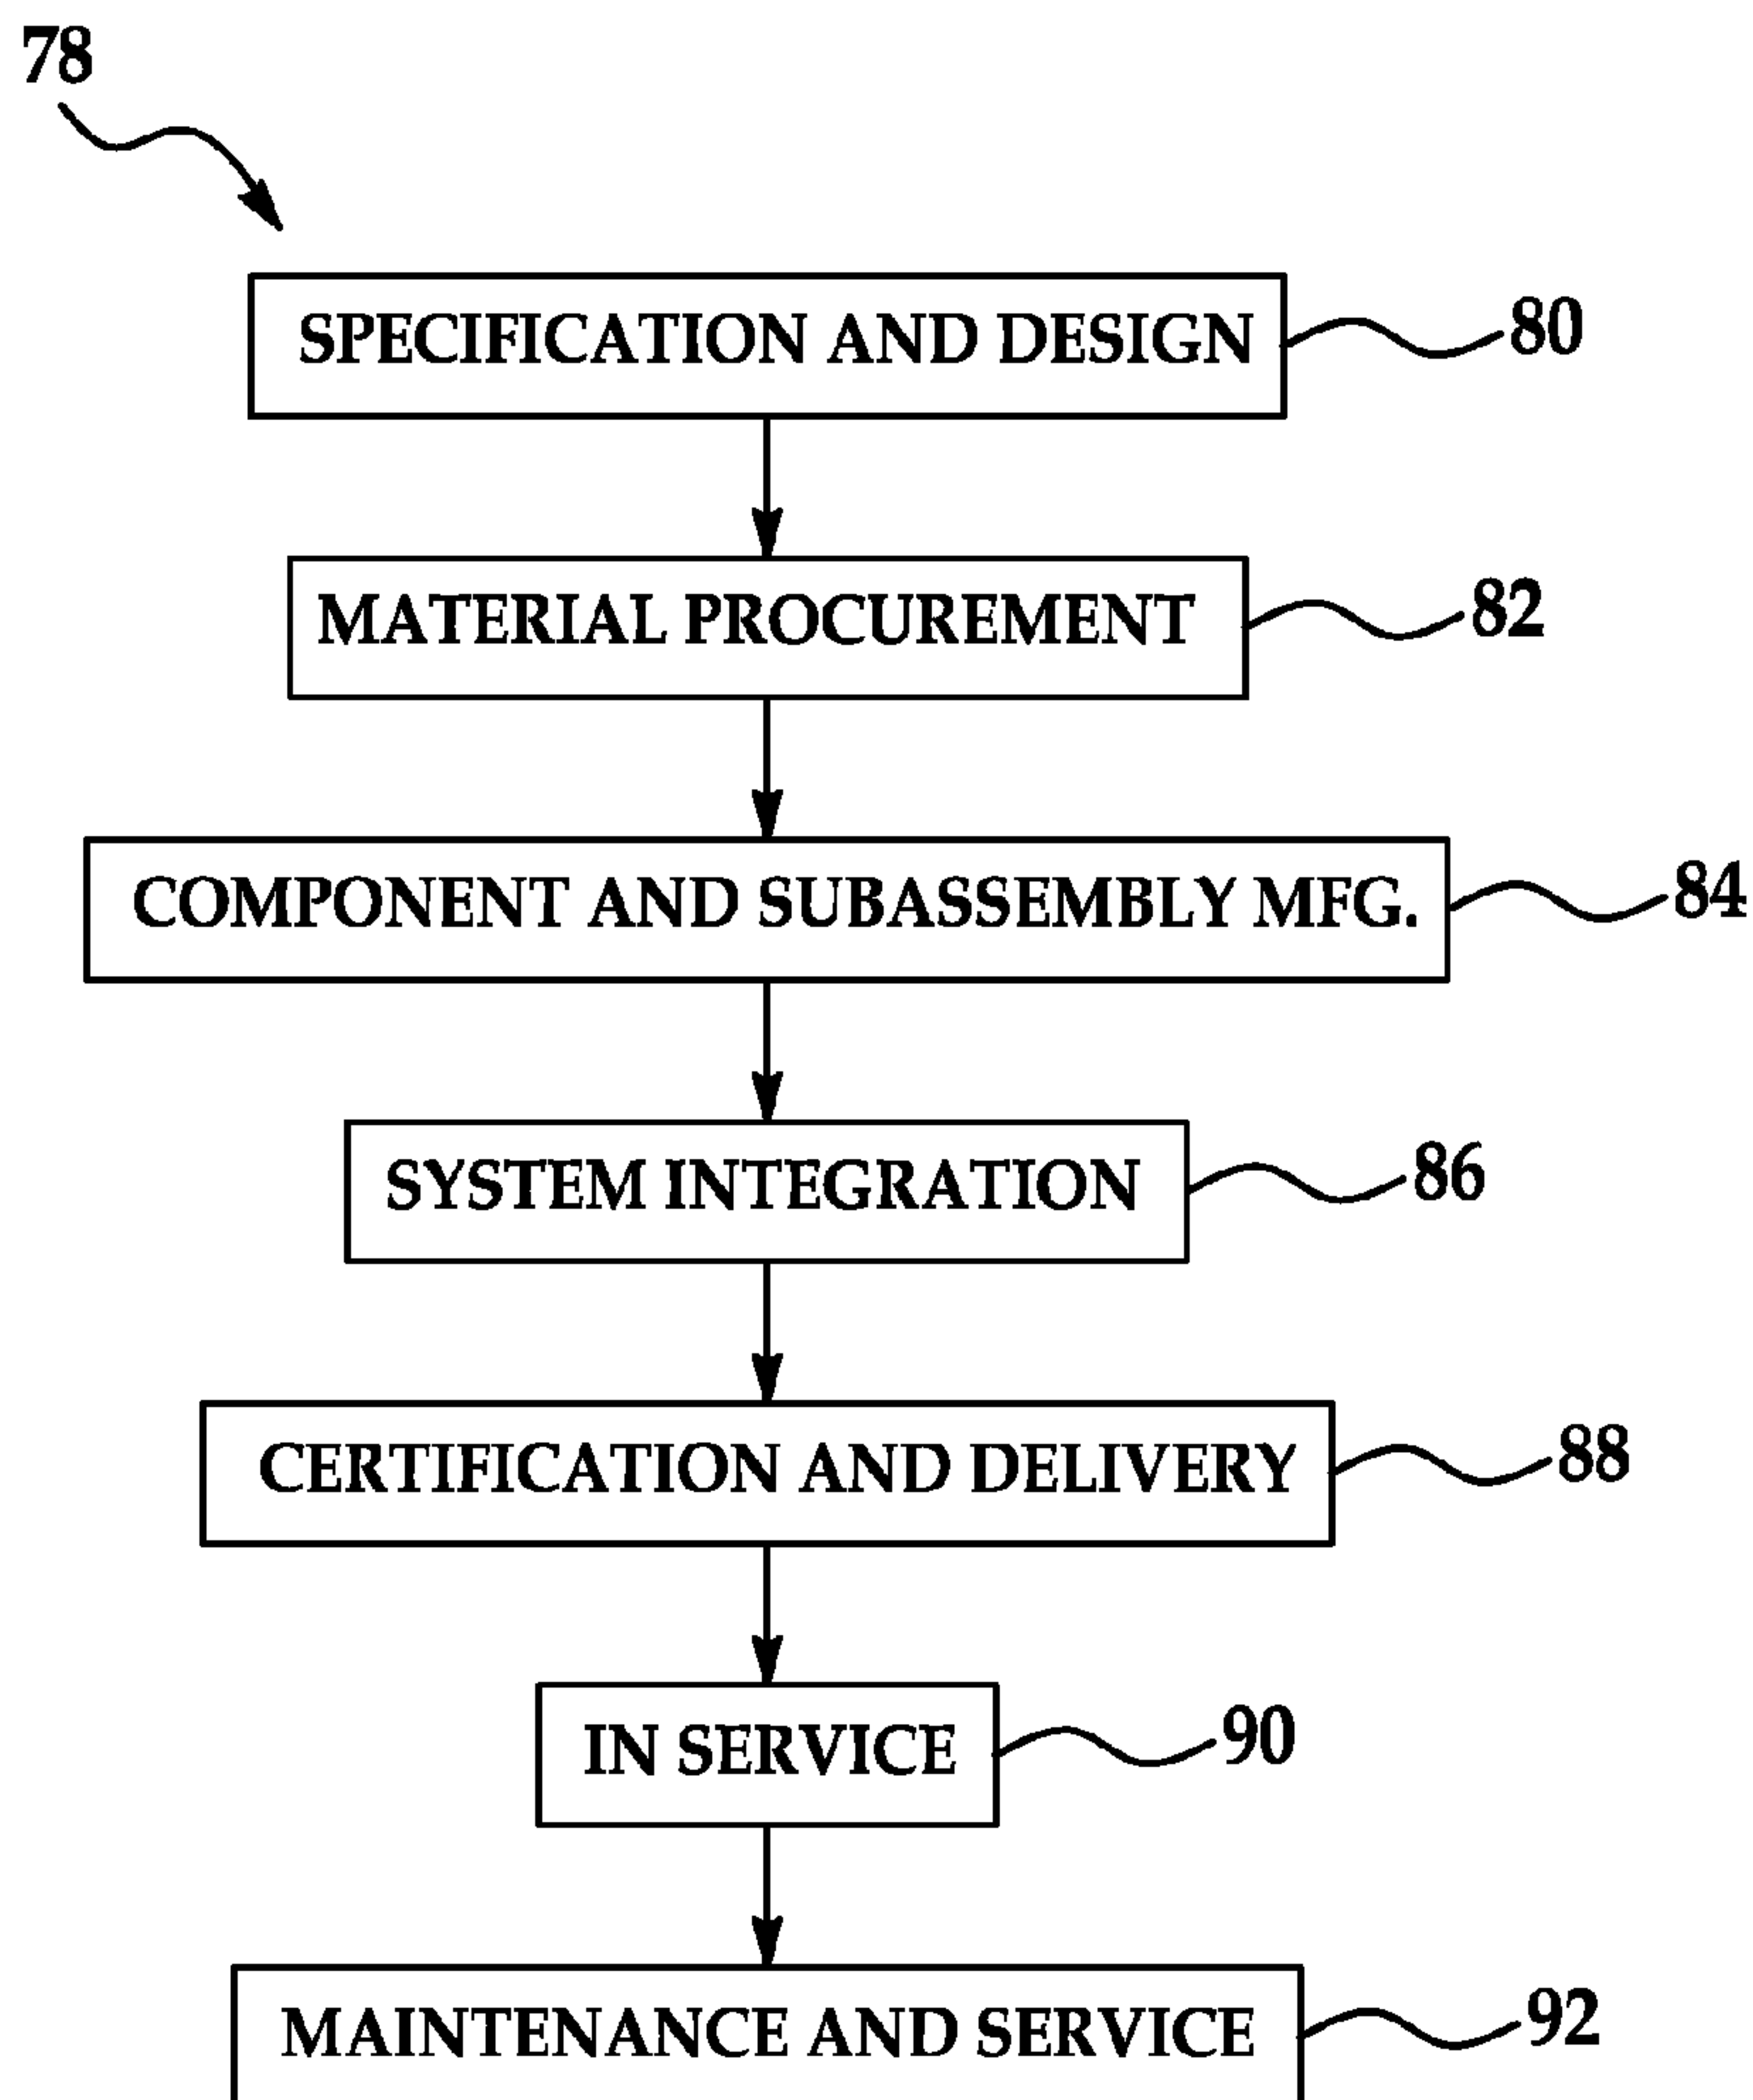 78
SPECIFICATION AND DESIGN 80
MATERIAL PROCUREMENT 82
COMPONENT AND SUBASSEMBLY MFG. 84
SYSTEM INTEGRATION 86
CERTIFICATION AND DELIVERY 88
IN SERVICE 90
MAINTENANCE AND SERVICE 92